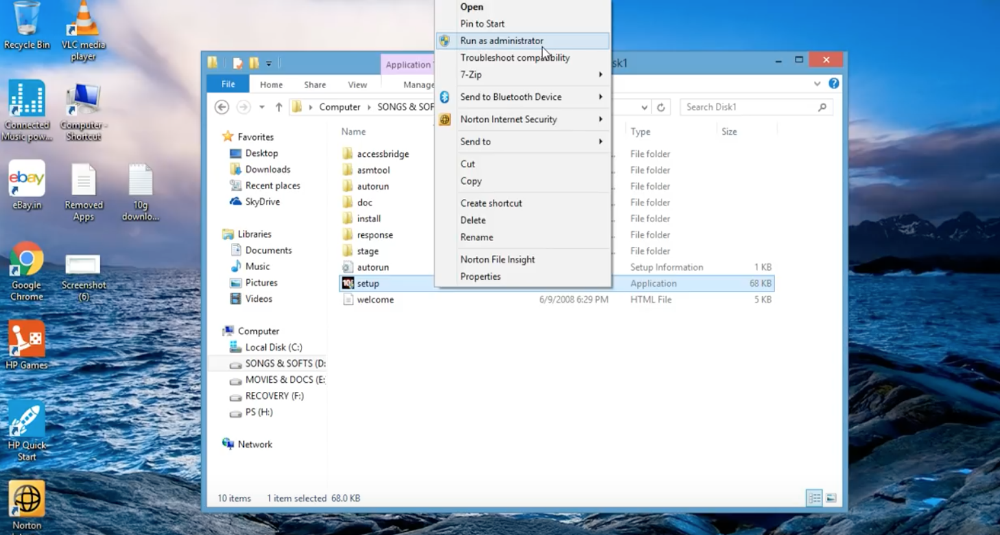 Recycle Bin
VLC media
player
Connected
Music pow...
Computer -
Shortcut
ebay
eBay.in
Removed
Apps
10g
downlo...
Google
Chrome
Screenshot
(6)
HP Games
HP Quick
Start
Norton
Application
sk1
File
Home
Share
View
Manage
Computer
SONGS & SOF
Search Disk1
Favorites
Desktop
Downloads
Recent places
SkyDrive
Libraries
Documents
Music
Pictures
Videos
Computer
Local Disk (C:)
SONGS & SOFTS (D:
MOVIES & DOCS (E:
RECOVERY (F:)
PS (H:)
Network
Name
Type
Size
accessbridge
File folder
asmtool
File folder
autorun
File folder
doc
File folder
install
File folder
response
File folder
stage
File folder
autorun
Setup Information
1 KB
setup
Application
68 KB
welcome
6/9/2008 6:29 PM
HTML File
5 KB
Open
Pin to Start
Run as administrator
Troubleshoot compatibility
7-Zip
Send to Bluetooth Device
Norton Internet Security
Send to
Cut
Copy
Create shortcut
Delete
Rename
Norton File Insight
Properties
10 items
1 item selected 68.0 KB